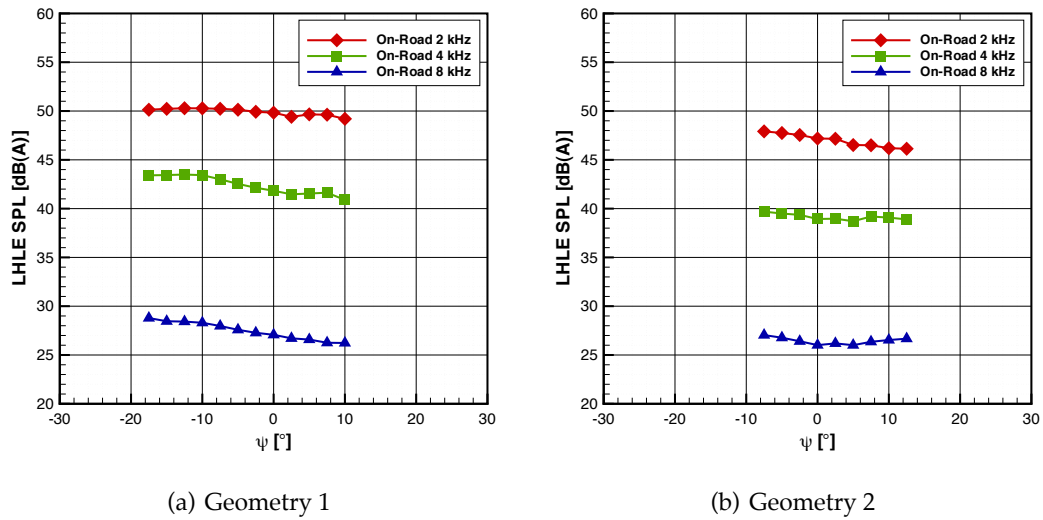 60
55
50
45
40
35
30
25
20
-30
-20
-10
0
10
20
30
LHLE SPL [dB(A)]
ψ [°]
On-Road 2 kHz
On-Road 4 kHz
On-Road 8 kHz
(a) Geometry 1
60
55
50
45
40
35
30
25
20
-30
-20
-10
0
10
20
30
LHLE SPL [dB(A)]
ψ [°]
On-Road 2 kHz
On-Road 4 kHz
On-Road 8 kHz
(b) Geometry 2